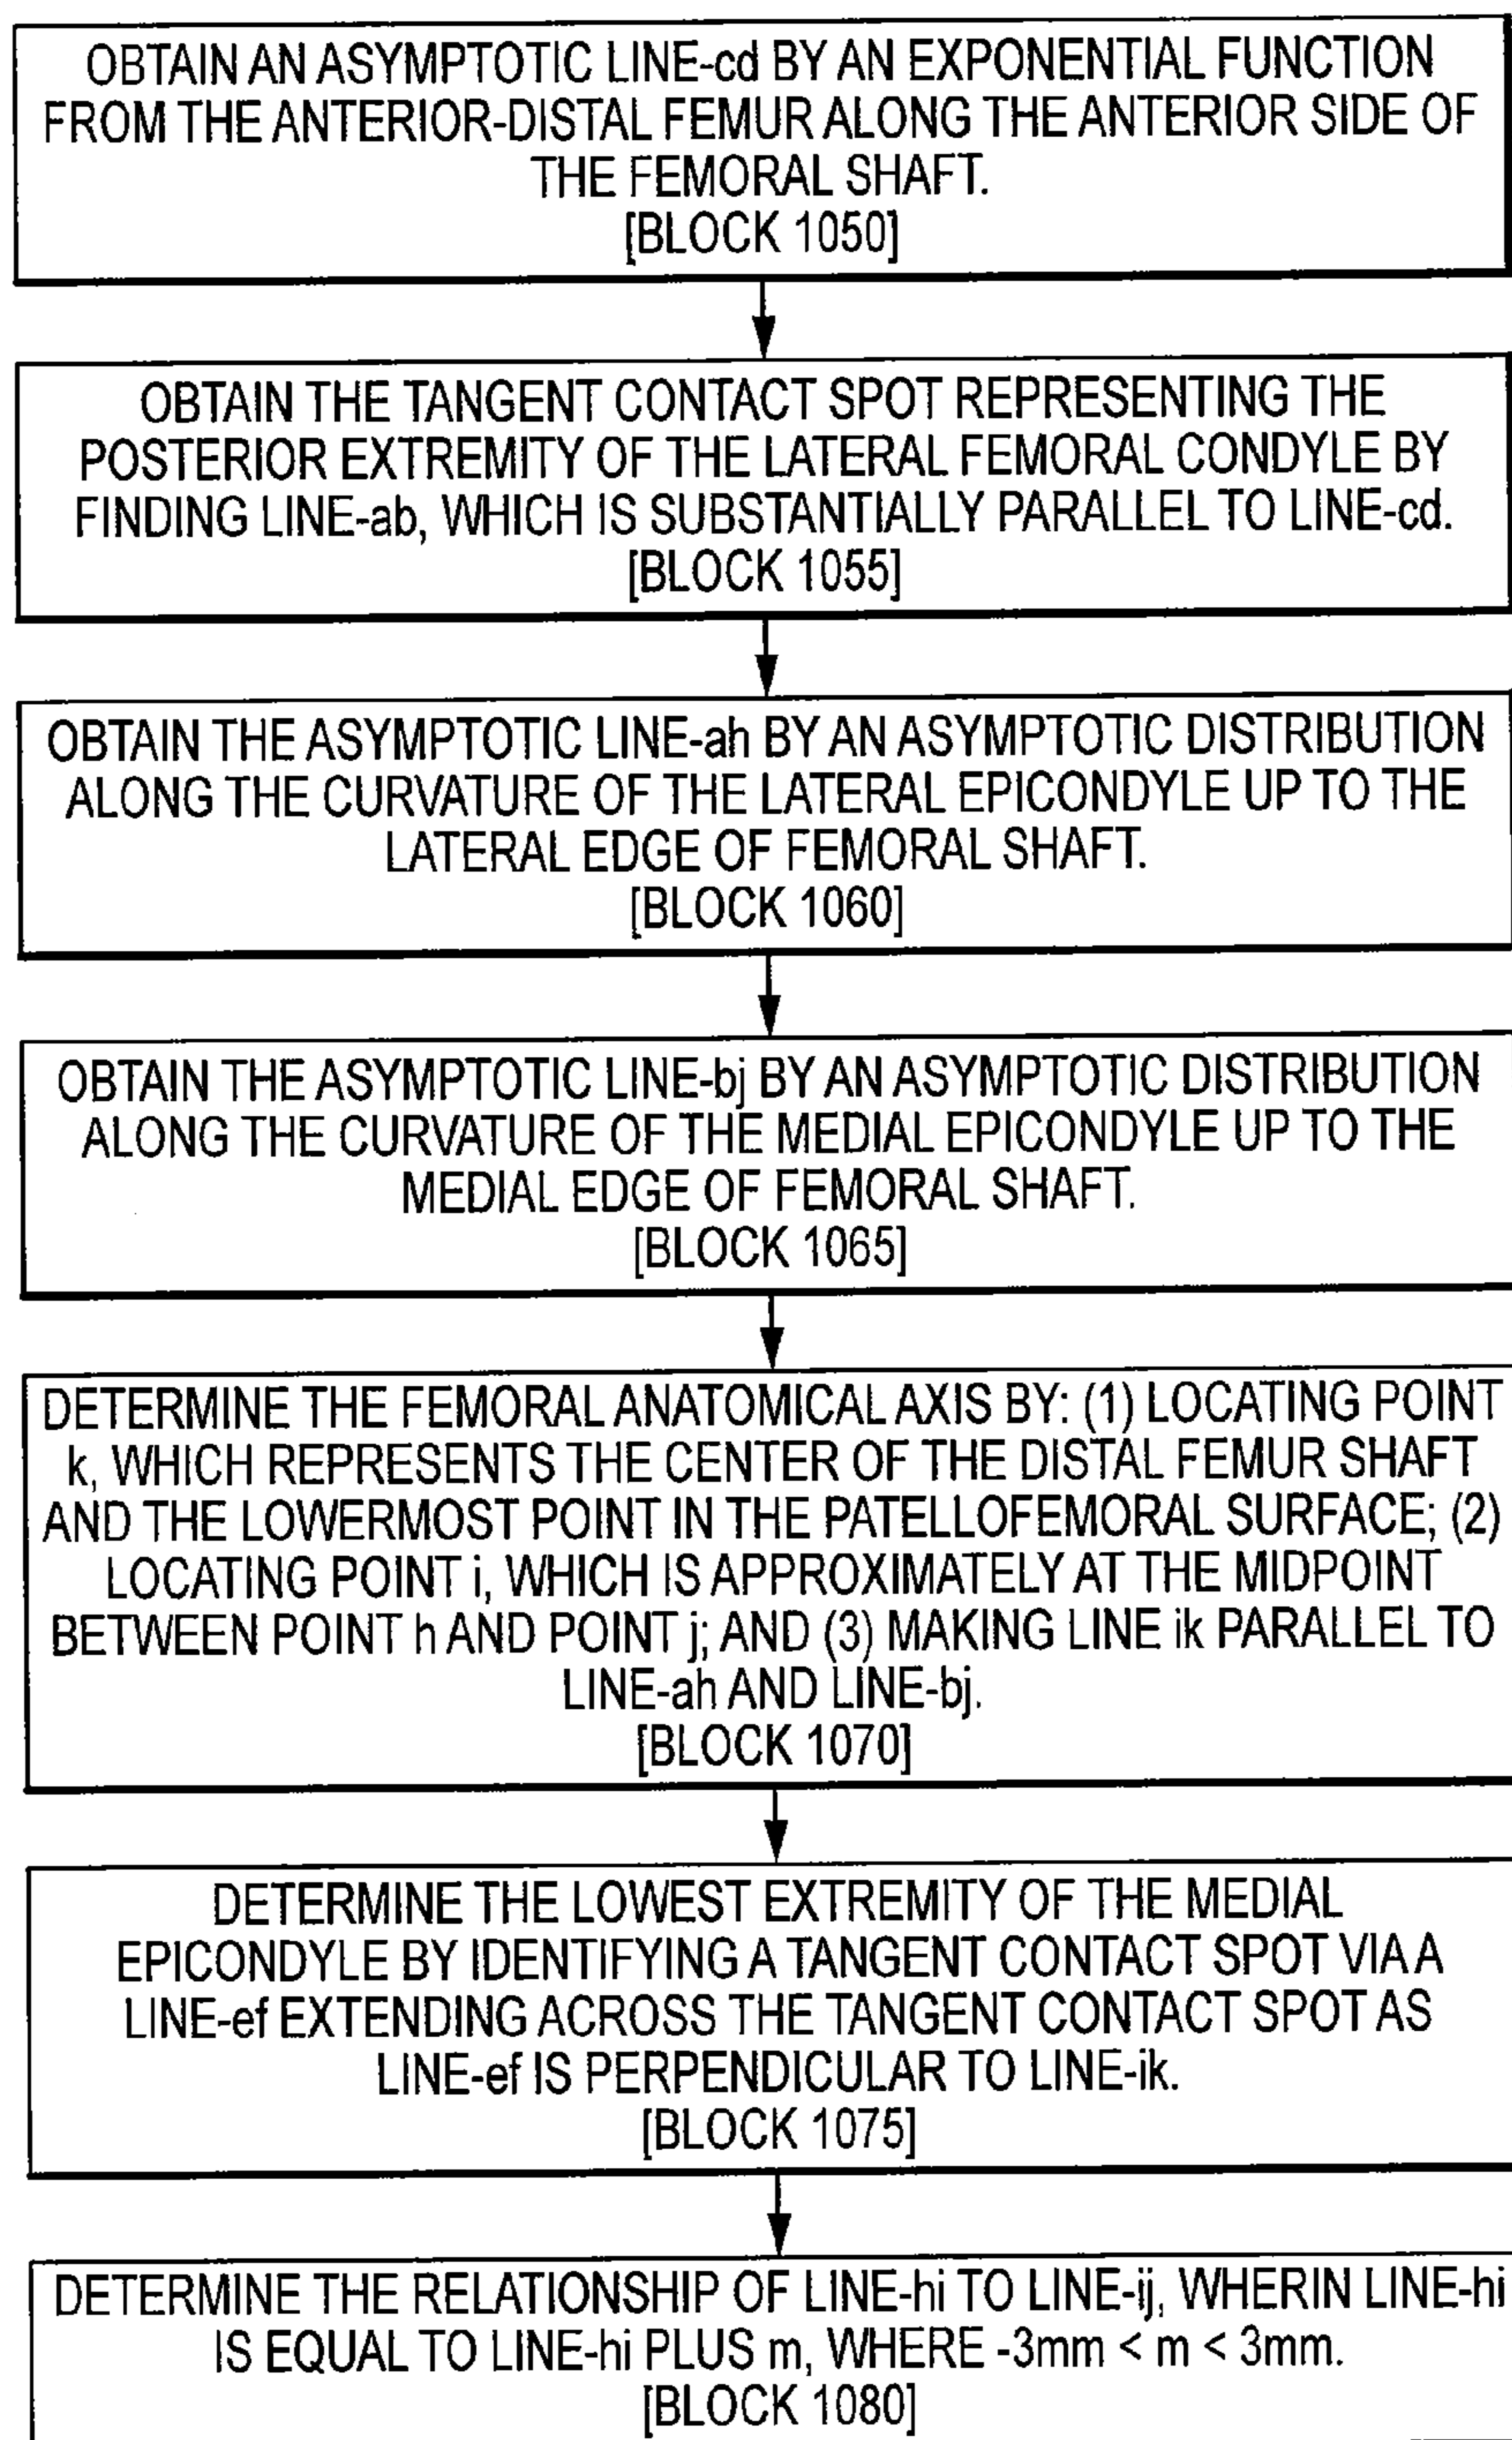 OBTAIN AN ASYMPTOTIC LINE-cd BY AN EXPONENTIAL FUNCTION
FROM THE ANTERIOR-DISTAL FEMUR ALONG THE ANTERIOR SIDE OF
THE FEMORAL SHAFT.
[BLOCK 1050]
OBTAIN THE TANGENT CONTACT SPOT REPRESENTING THE
POSTERIOR EXTREMITY OF THE LATERAL FEMORAL CONDYLE BY
FINDING LINE-ab, WHICH IS SUBSTANTIALLY PARALLEL TO LINE-cd.
[BLOCK 1055]
OBTAIN THE ASYMPTOTIC LINE-ah BY AN ASYMPTOTIC DISTRIBUTION
ALONG THE CURVATURE OF THE LATERAL EPICONDYLE UP TO THE
LATERAL EDGE OF FEMORAL SHAFT.
[BLOCK 1060]
OBTAIN THE ASYMPTOTIC LINE-bj BY AN ASYMPTOTIC DISTRIBUTION
ALONG THE CURVATURE OF THE MEDIAL EPICONDYLE UP TO THE
MEDIAL EDGE OF FEMORAL SHAFT.
[BLOCK 1065]
DETERMINE THE FEMORAL ANATOMICAL AXIS BY: (1) LOCATING POINT
k, WHICH REPRESENTS THE CENTER OF THE DISTAL FEMUR SHAFT
AND THE LOWERMOST POINT IN THE PATELLOFEMORAL SURFACE; (2)
LOCATING POINT i, WHICH IS APPROXIMATELY AT THE MIDPOINT
BETWEEN POINT h AND POINT j; AND (3) MAKING LINE ik PARALLEL TO
LINE-ah AND LINE-bj.
[BLOCK 1070]
DETERMINE THE LOWEST EXTREMITY OF THE MEDIAL
EPICONDYLE BY IDENTIFYING A TANGENT CONTACT SPOT VIA A
LINE-ef EXTENDING ACROSS THE TANGENT CONTACT SPOT AS
LINE-ef IS PERPENDICULAR TO LINE-ik.
[BLOCK 1075]
DETERMINE THE RELATIONSHIP OF LINE-hi TO LINE-ij, WHERIN LINE-hi
IS EQUAL TO LINE-hi PLUS m, WHERE -3mm < m < 3mm.
[BLOCK 1080]